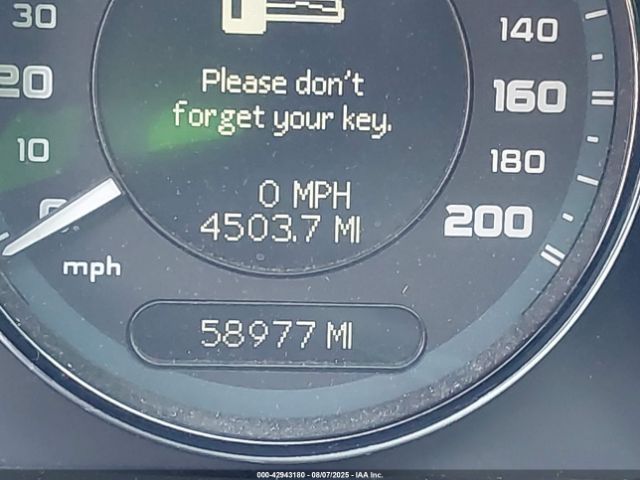 30
20
10
0
mph
Please don't
forget your key.
0 MPH
4503.7 MI
58977 MI
140
160
180
200
000-42943180 - 08/07/2025 - IAA Inc.